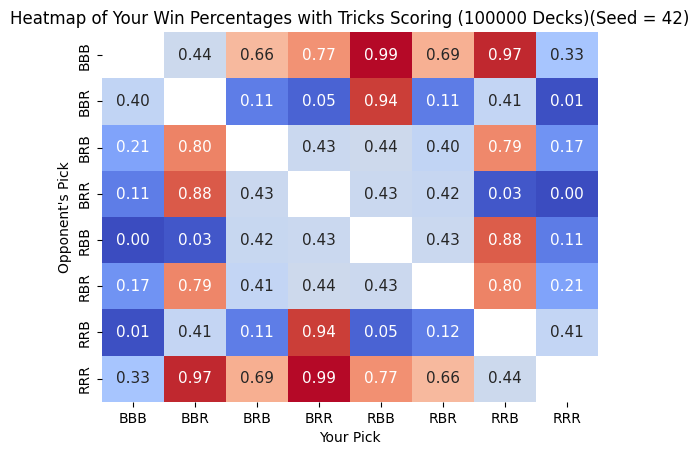 Heatmap of Your Win Percentages with Tricks Scoring (100000 Decks)(Seed = 42)
Opponent's Pick
BBB 0.44 0.66 0.77 0.99 0.69 0.97 0.33
BBR 0.40 0.11 0.05 0.94 0.11 0.41 0.01
BRB 0.21 0.80 0.43 0.44 0.40 0.79 0.17
BRR 0.11 0.88 0.43 0.43 0.42 0.03 0.00
RBB 0.00 0.03 0.42 0.43 0.43 0.88 0.11
RBR 0.17 0.79 0.41 0.44 0.43 0.80 0.21
RRB 0.01 0.41 0.11 0.94 0.05 0.12 0.41
RRR 0.33 0.97 0.69 0.99 0.77 0.66 0.44
BBB BBR BRB BRR RBB RBR RRB RRR
Your Pick